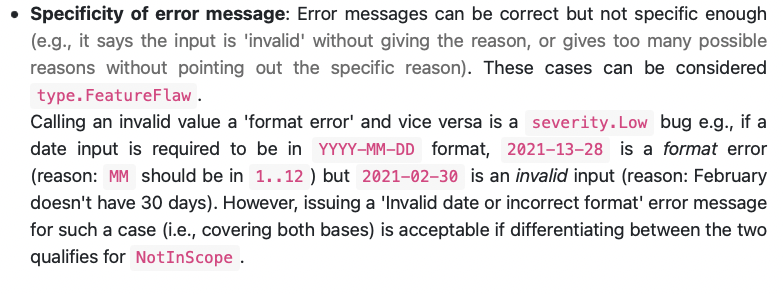 • Specificity of error message: Error messages can be correct but not specific enough
(e.g., it says the input is 'invalid' without giving the reason, or gives too many possible
reasons without pointing out the specific reason). These cases can be considered
type.FeatureFlaw .
Calling an invalid value a 'format error' and vice versa is a severity.Low bug e.g., if a
date input is required to be in YYYY-MM-DD format, 2021-13-28 is a format error
(reason: MM should be in 1..12 ) but 2021-02-30 is an invalid input (reason: February
doesn't have 30 days). However, issuing a 'Invalid date or incorrect format' error message
for such a case (i.e., covering both bases) is acceptable if differentiating between the two
qualifies for NotInScope .